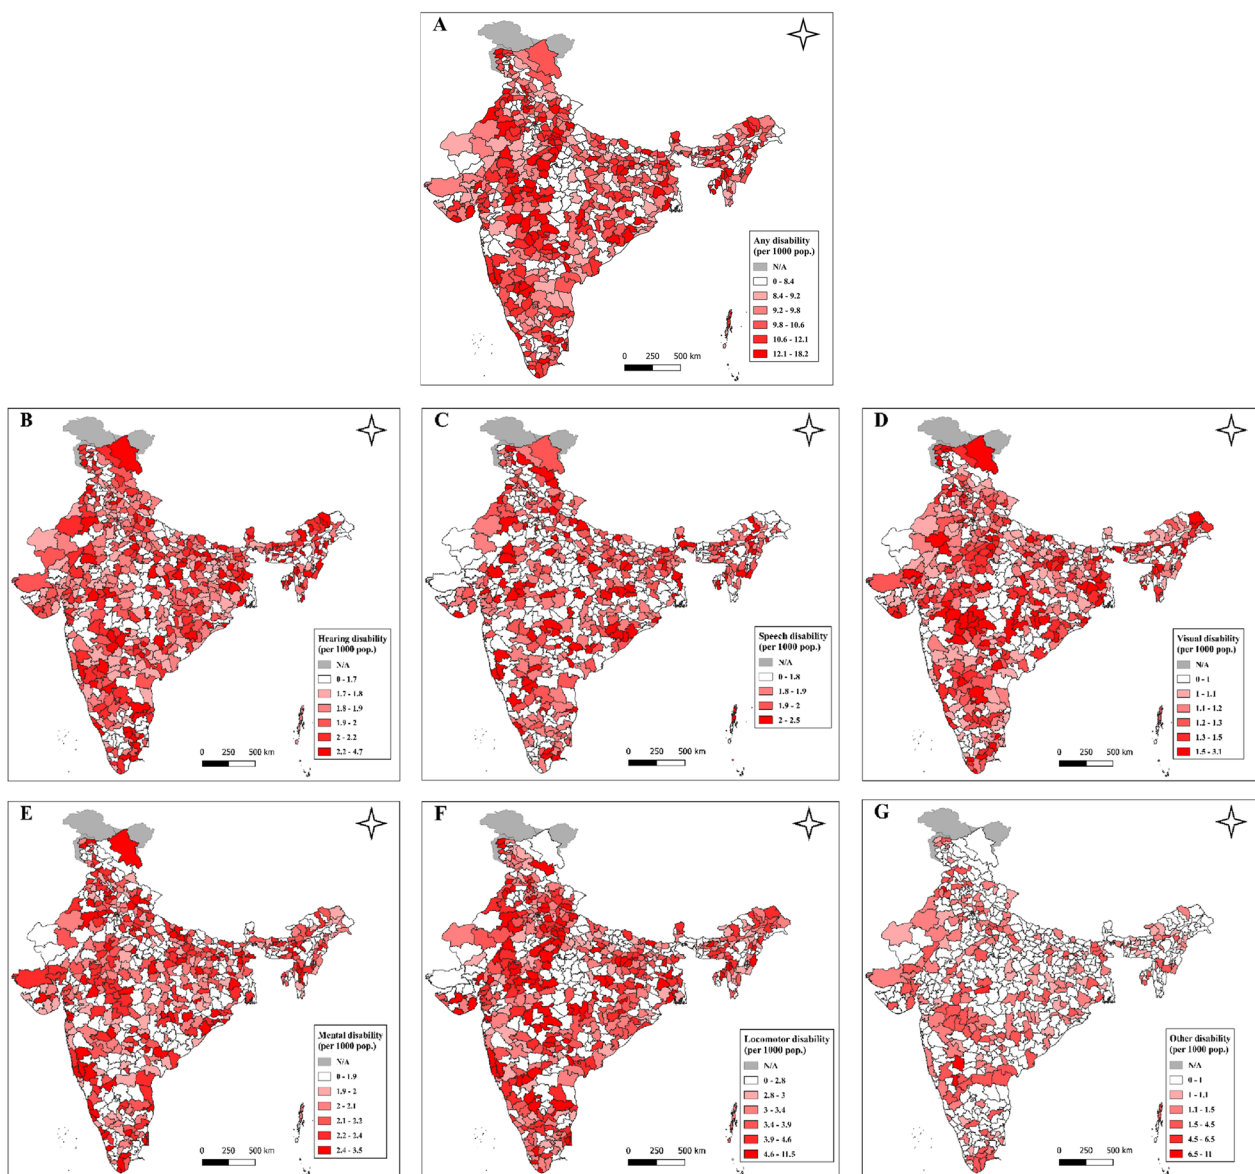 A
Any disability
(per 1000 pop.)
N/A
0 - 8.4
8.4 - 9.2
9.2 - 9.8
9.8 - 10.6
10.6 - 12.1
12.1 - 18.2
0 250 500 km
B
Hearing disability
(per 1000 pop.)
N/A
0 - 1.7
1.7 - 1.8
1.8 - 1.9
1.9 - 2
2 - 2.2
2.2 - 4.7
0 250 500 km
C
Speech disability
(per 1000 pop.)
N/A
0 - 1.8
1.8 - 1.9
1.9 - 2
2 - 2.5
0 250 500 km
D
Visual disability
(per 1000 pop.)
N/A
0 - 1
1 - 1.1
1.1 - 1.2
1.2 - 1.3
1.3 - 1.5
1.5 - 3.1
0 250 500 km
E
Mental disability
(per 1000 pop.)
N/A
0 - 1.9
1.9 - 2
2 - 2.1
2.1 - 2.2
2.2 - 2.4
2.4 - 3.5
0 250 500 km
F
Locomotor disability
(per 1000 pop.)
N/A
0 - 2.8
2.8 - 3
3 - 3.4
3.4 - 3.9
3.9 - 4.6
4.6 - 11.5
0 250 500 km
G
Other disability
(per 1000 pop.)
N/A
0 - 1
1 - 1.1
1.1 - 1.5
1.5 - 4.5
4.5 - 6.5
6.5 - 11
0 250 500 km